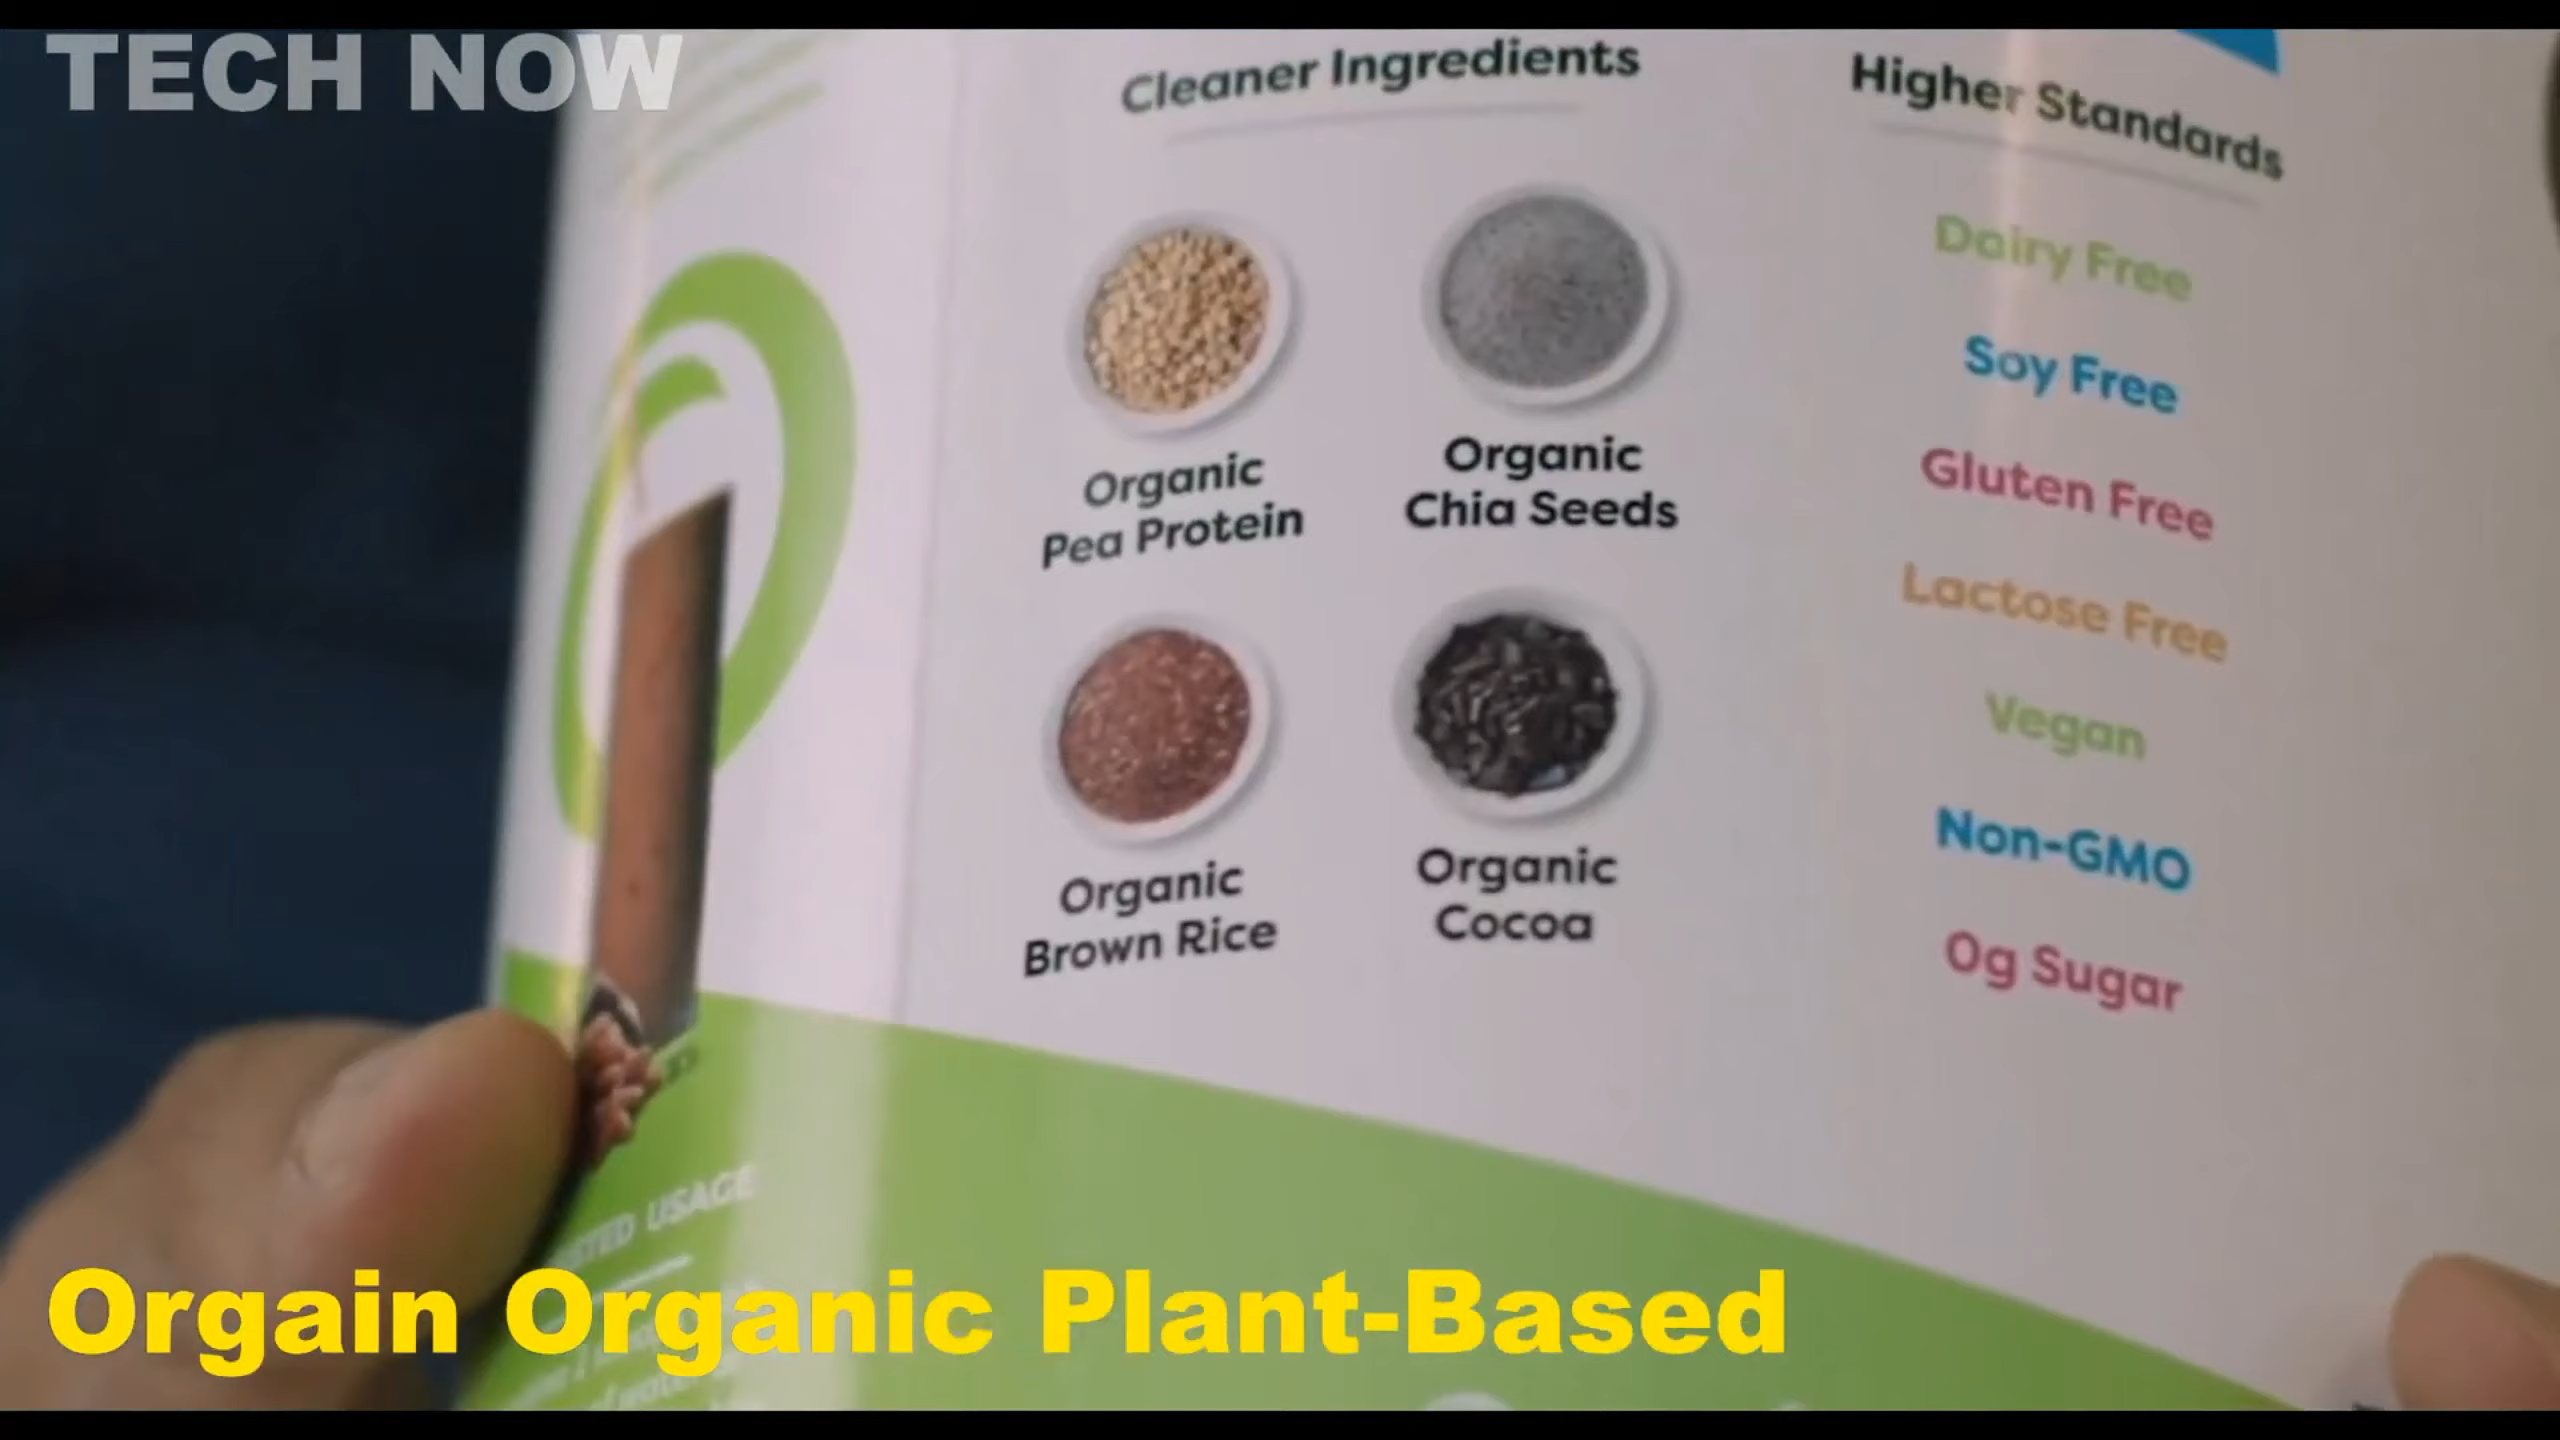 TECH NOW
Cleaner Ingredients
Organic
Pea Protein
Organic
Chia Seeds
Organic
Brown Rice
Organic
Cocoa
Higher Standards
Dairy Free
Soy Free
Gluten Free
Lactose Free
Vegan
Non-GMO
0g Sugar
USAGE
Orgain Organic Plant-Based